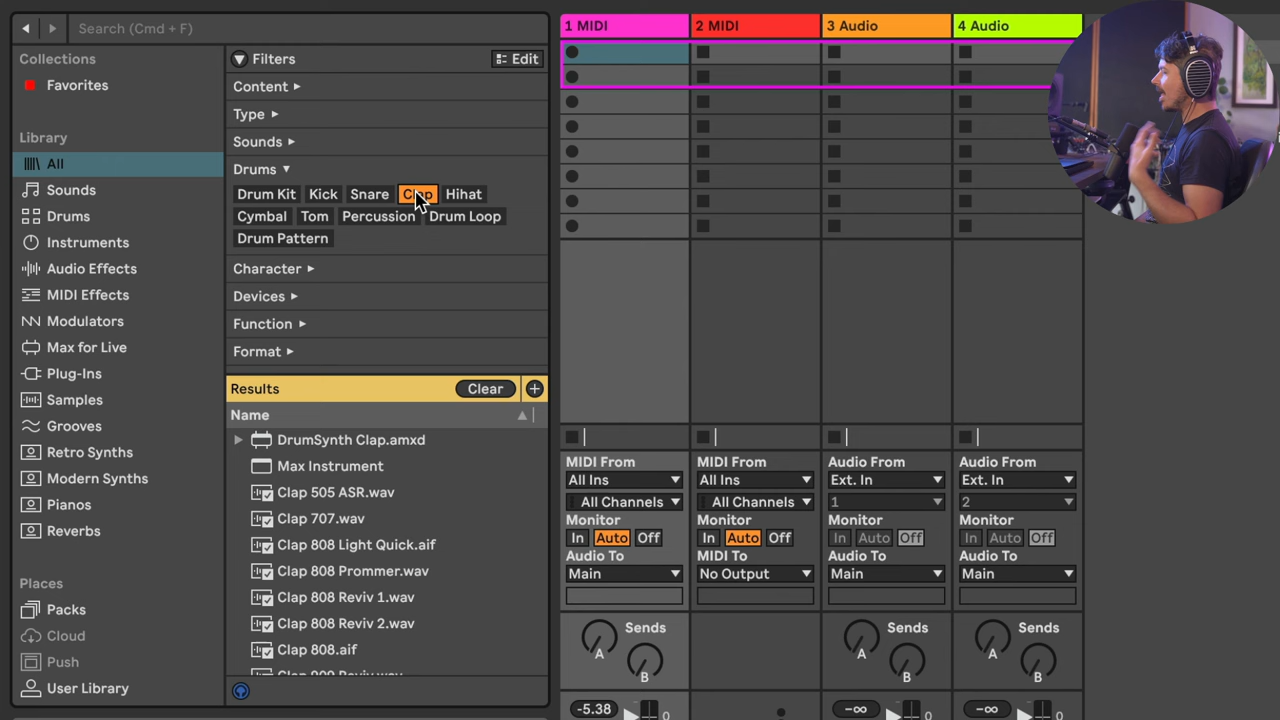 Search (Cmd + F)
Collections
Favorites
Library
All
Sounds
Drums
Instruments
Audio Effects
MIDI Effects
Modulators
Max for Live
Plug-Ins
Samples
Grooves
Retro Synths
Modern Synths
Pianos
Reverbs
Places
Packs
Cloud
Push
User Library
Filters
Edit
Content
Type
Sounds
Drums
Drum Kit Kick Snare Clap Hihat
Cymbal Tom Percussion Drum Loop
Drum Pattern
Character
Devices
Function
Format
Results Clear
Name
DrumSynth Clap.amxd
Max Instrument
Clap 505 ASR.wav
Clap 707.wav
Clap 808 Light Quick.aif
Clap 808 Prommer.wav
Clap 808 Reviv 1.wav
Clap 808 Reviv 2.wav
Clap 808.aif
1 MIDI 2 MIDI 3 Audio 4 Audio
MIDI From MIDI From Audio From Audio From
All Ins All Ins Ext. In Ext. In
All Channels All Channels 1 2
Monitor Monitor Monitor Monitor
In Auto Off In Auto Off In Auto Off In Auto Off
Audio To MIDI To Audio To Audio To
Main No Output Main Main
Sends Sends Sends
A A A
B B B
-5.38 0 -∞ 0 -∞ 0